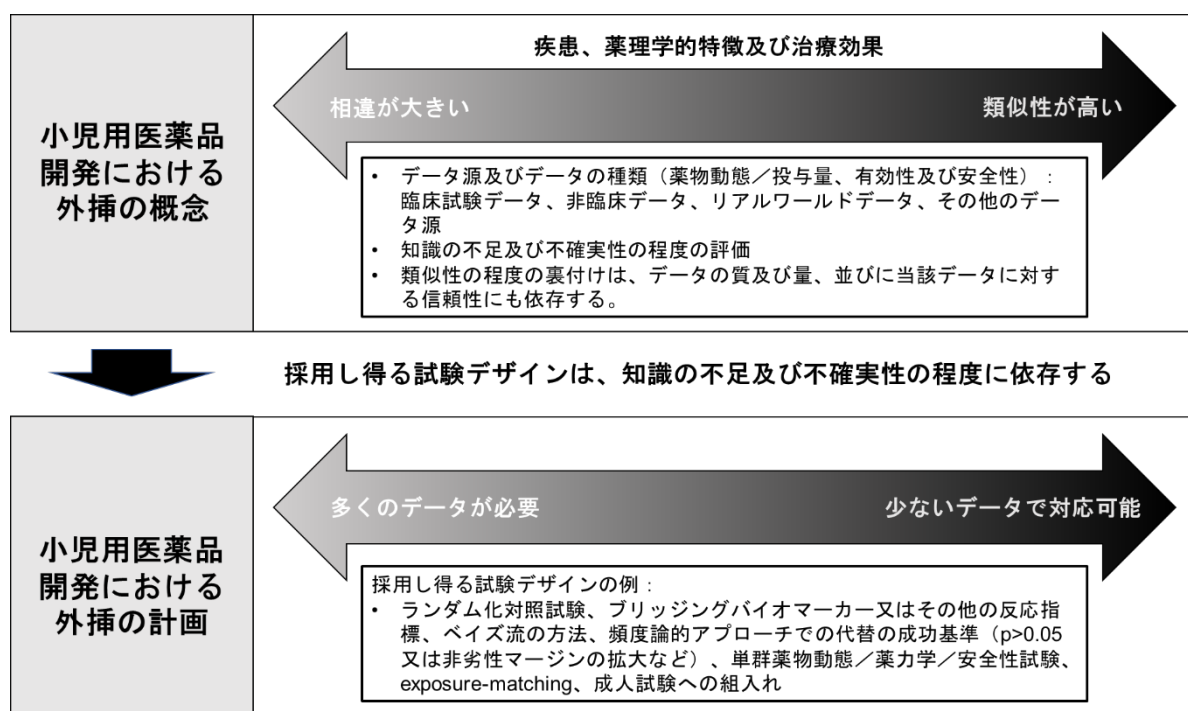 小児用医薬品
開発における
外挿の概念
疾患、薬理学的特徴及び治療効果
相違が大きい
類似性が高い
• データ源及びデータの種類（薬物動態／投与量、有効性及び安全性）：
臨床試験データ、非臨床データ、リアルワールドデータ、その他のデー
タ源
• 知識の不足及び不確実性の程度の評価
• 類似性の程度の裏付けは、データの質及び量、並びに当該データに対す
る信頼性にも依存する。
採用し得る試験デザインは、知識の不足及び不確実性の程度に依存する
小児用医薬品
開発における
外挿の計画
多くのデータが必要
少ないデータで対応可能
採用し得る試験デザインの例：
• ランダム化対照試験、ブリッジングバイオマーカー又はその他の反応指
標、ベイズ流の方法、頻度論的アプローチでの代替の成功基準（p>0.05
又は非劣性マージンの拡大など）、単群薬物動態／薬力学／安全性試験、
exposure-matching、成人試験への組入れ